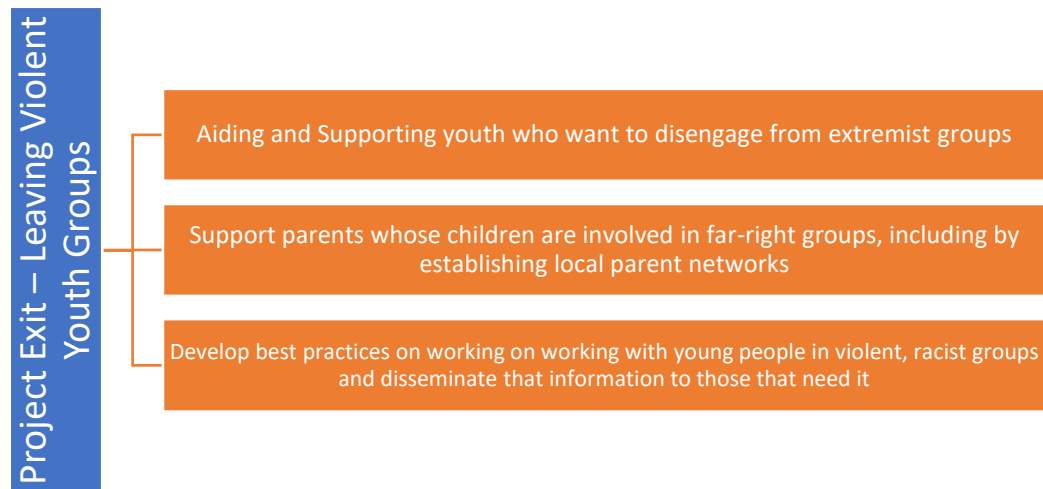 Project Exit – Leaving Violent
Youth Groups
Aiding and Supporting youth who want to disengage from extremist groups
Support parents whose children are involved in far-right groups, including by
establishing local parent networks
Develop best practices on working on working with young people in violent, racist groups
and disseminate that information to those that need it